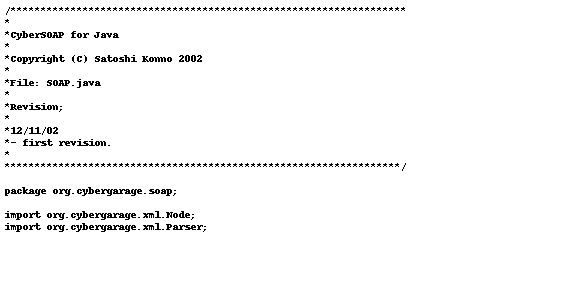 /******************************************************************
*
*CyberSOAP for Java
*
*Copyright (C) Satoshi Konno 2002
*
*File: SOAP.java
*
*Revision;
*
*12/11/02
*- first revision.
*
******************************************************************/
package org.cybergarage.soap;
import org.cybergarage.xml.Node;
import org.cybergarage.xml.Parser;